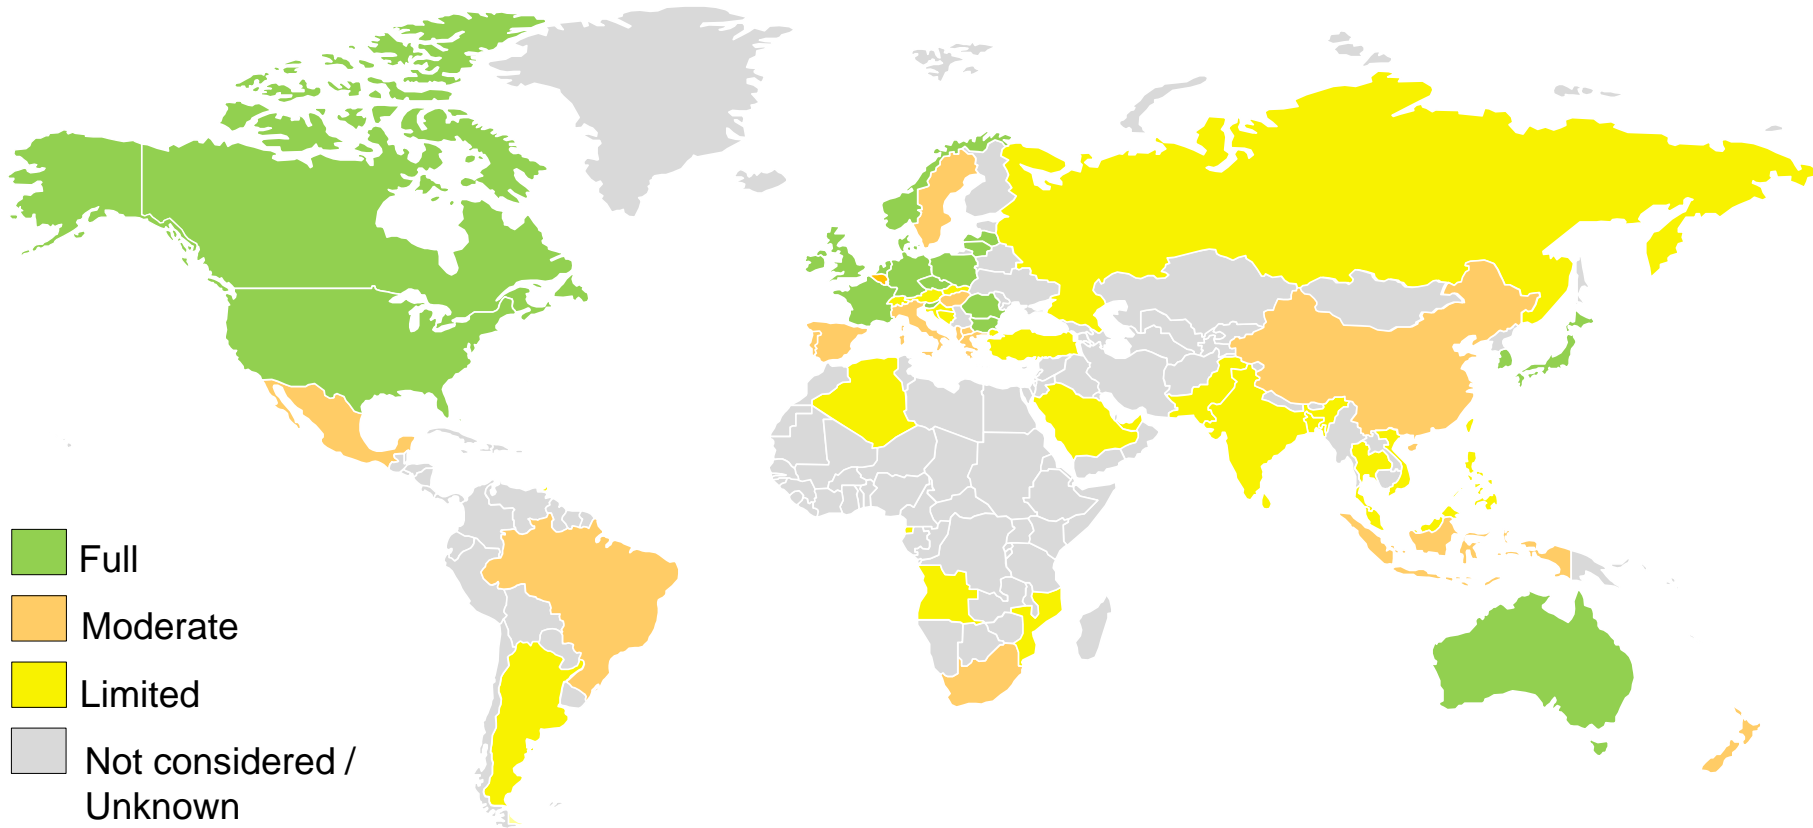 Full
Moderate
Limited
Not considered /
Unknown